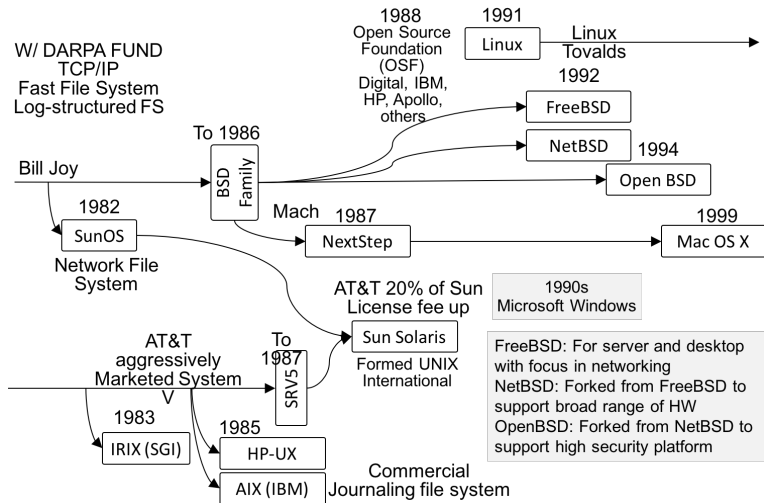 1988
Open Source
Foundation
(OSF)
Digital, IBM,
HP, Apollo,
others
1991
Linux
Linux
Tovalds
W/ DARPA FUND
TCP/IP
Fast File System
Log-structured FS
1992
FreeBSD
NetBSD
1994
Open BSD
To 1986
BSD
Family
Bill Joy
1982
SunOS
Network File
System
Mach
1987
NextStep
1999
Mac OS X
AT&T 20% of Sun
License fee up
Sun Solaris
Formed UNIX
International
1990s
Microsoft Windows
AT&T
aggressively
Marketed System
V
To
1987
SRV5
1983
IRIX (SGI)
1985
HP-UX
AIX (IBM)
Commercial
Journaling file system
FreeBSD: For server and desktop
with focus in networking
NetBSD: Forked from FreeBSD to
support broad range of HW
OpenBSD: Forked from NetBSD to
support high security platform